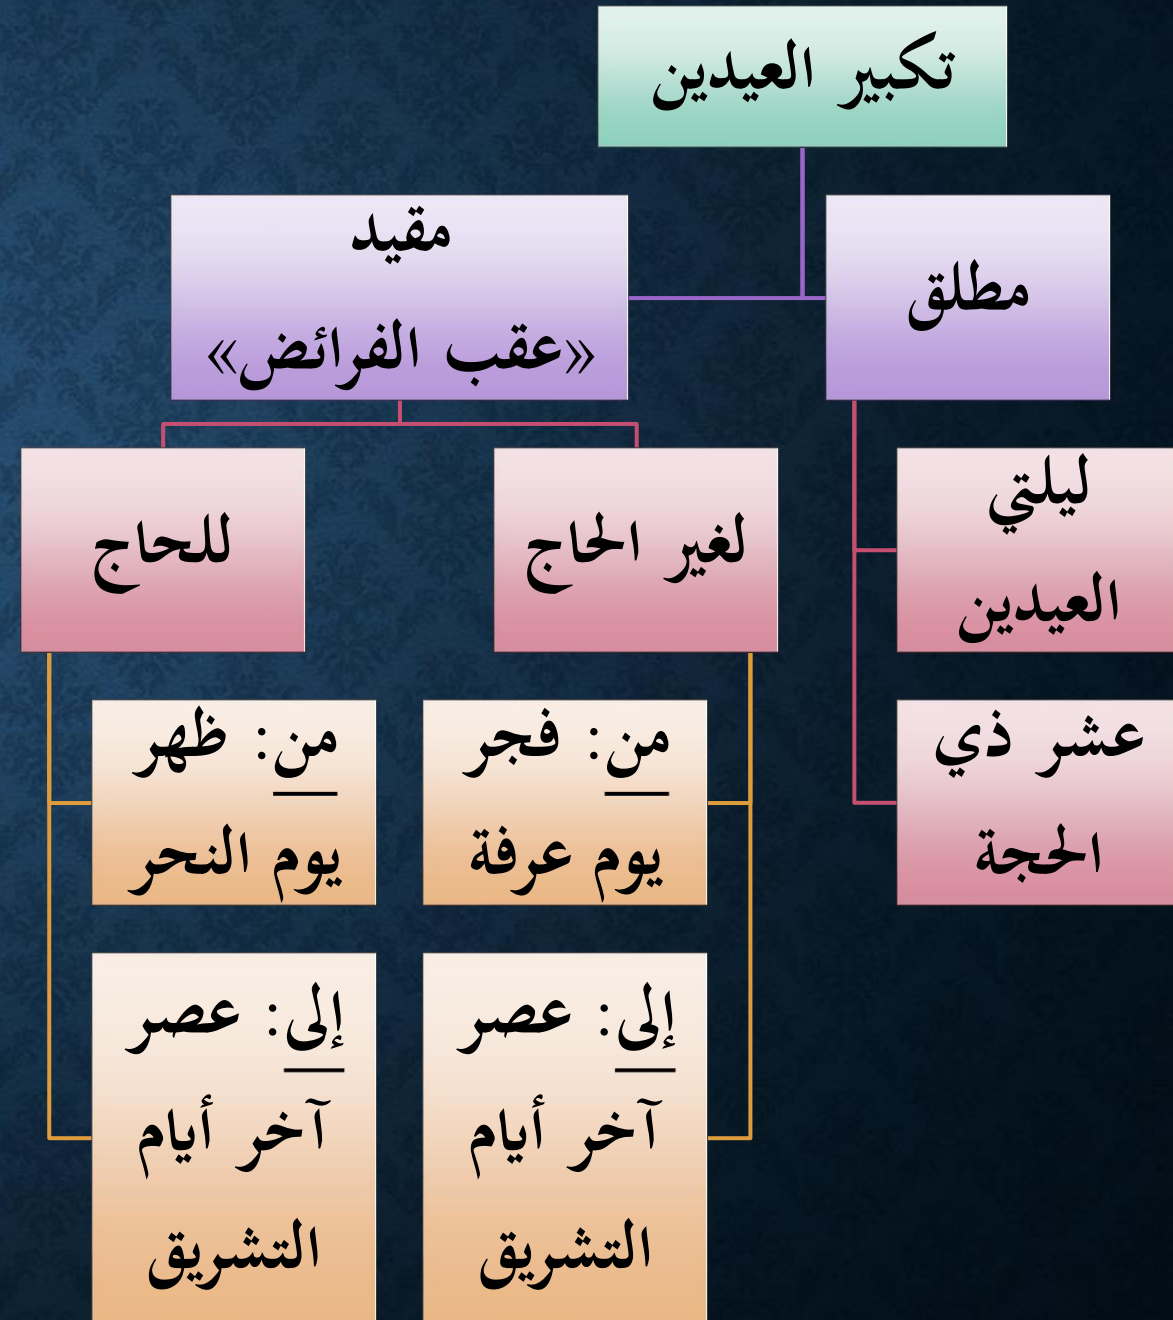 تكبير العيدين
مطلق
ليلتي
العيدين
عشر ذي
الحجة
مقيد
«عقب الفرائض»
لغير الحاج
من: فجر
يوم عرفة
إلى: عصر
آخر أيام
التشريق
للحاج
من: ظهر
يوم النحر
إلى: عصر
آخر أيام
التشريق